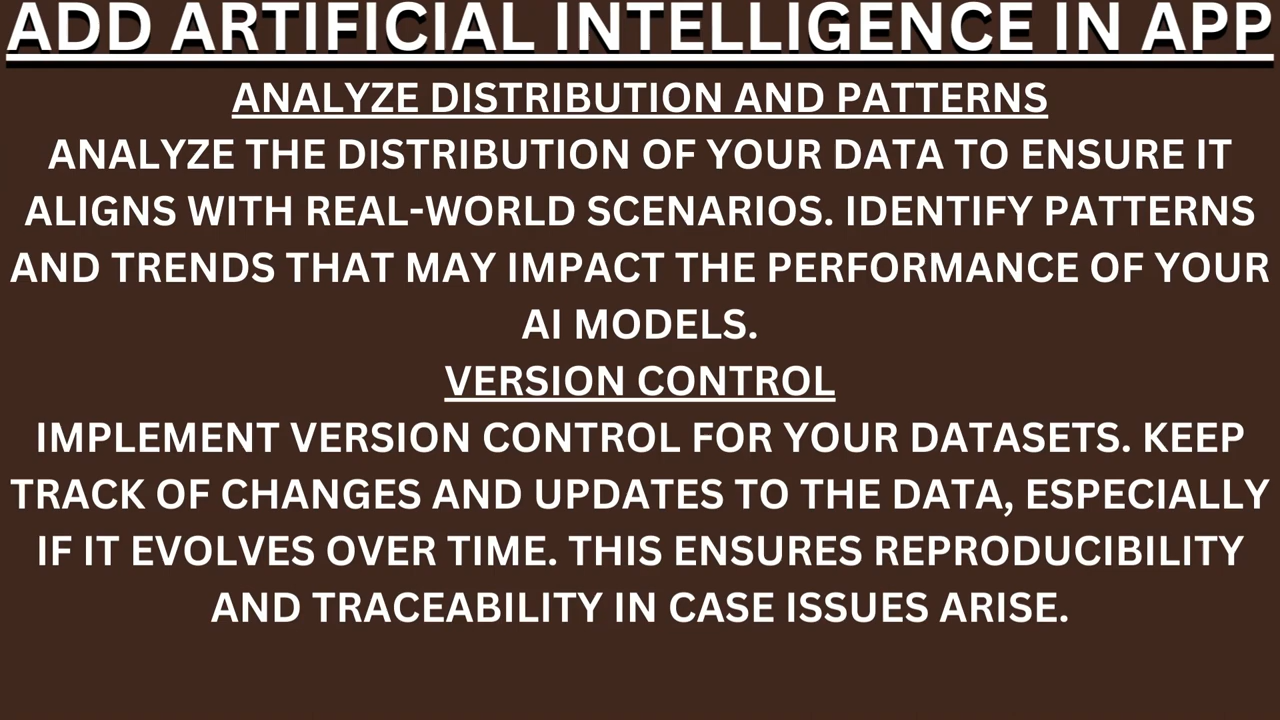 ADD ARTIFICIAL INTELLIGENCE IN APP
ANALYZE DISTRIBUTION AND PATTERNS
ANALYZE THE DISTRIBUTION OF YOUR DATA TO ENSURE IT
ALIGNS WITH REAL-WORLD SCENARIOS. IDENTIFY PATTERNS
AND TRENDS THAT MAY IMPACT THE PERFORMANCE OF YOUR
AI MODELS.
VERSION CONTROL
IMPLEMENT VERSION CONTROL FOR YOUR DATASETS. KEEP
TRACK OF CHANGES AND UPDATES TO THE DATA, ESPECIALLY
IF IT EVOLVES OVER TIME. THIS ENSURES REPRODUCIBILITY
AND TRACEABILITY IN CASE ISSUES ARISE.